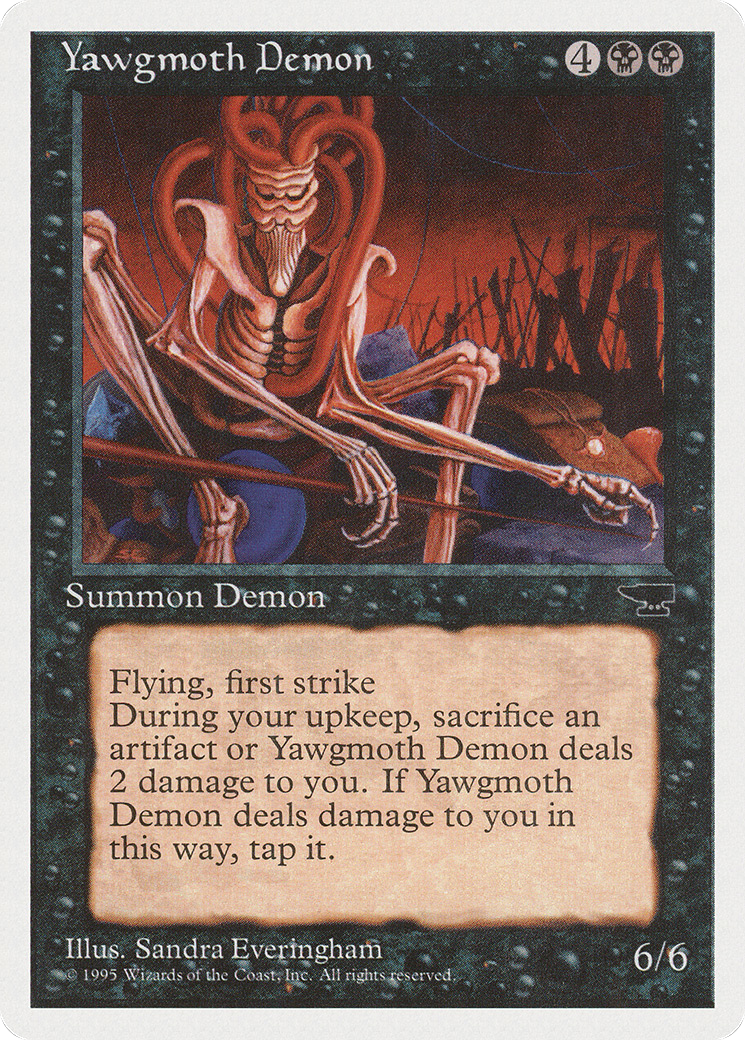 Yawgmoth Demon 4
Summon Demon
Flying, first strike
During your upkeep, sacrifice an
artifact or Yawgmoth Demon deals
2 damage to you. If Yawgmoth
Demon deals damage to you in
this way, tap it.
Illus. Sandra Everingham
© 1995 Wizards of the Coast, Inc. All rights reserved.
6/6